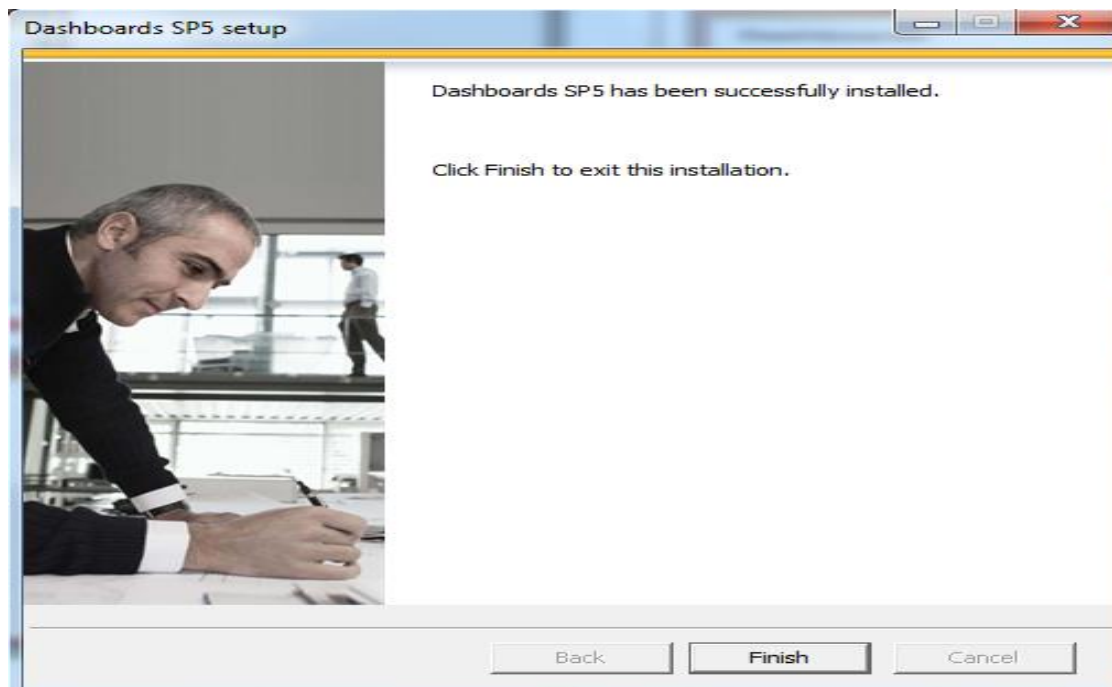 Dashboards SP5 setup
Dashboards SP5 has been successfully installed.
Click Finish to exit this installation.
Back Finish Cancel